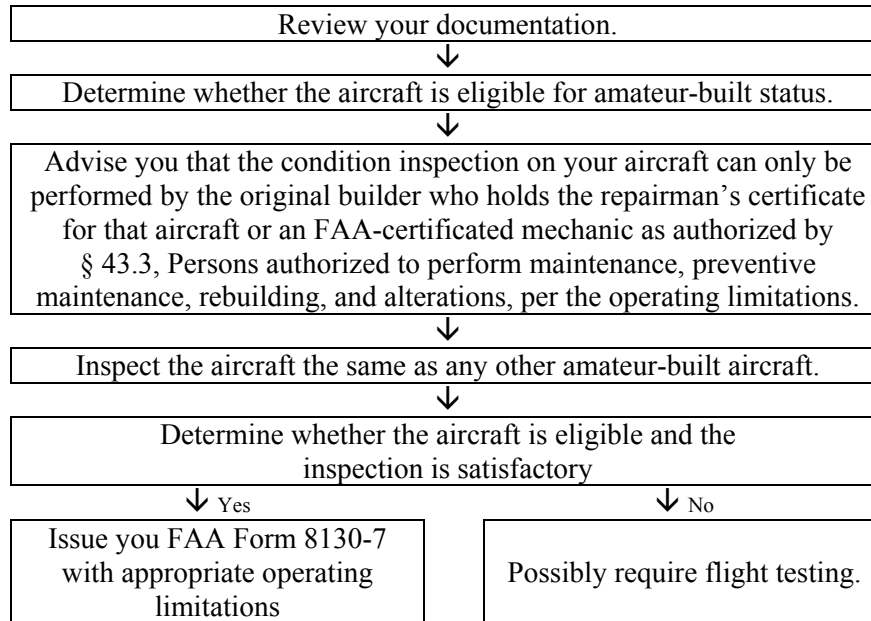 Review your documentation.
Determine whether the aircraft is eligible for amateur-built status.
Advise you that the condition inspection on your aircraft can only be
performed by the original builder who holds the repairman’s certificate
for that aircraft or an FAA-certificated mechanic as authorized by
§ 43.3, Persons authorized to perform maintenance, preventive
maintenance, rebuilding, and alterations, per the operating limitations.
Inspect the aircraft the same as any other amateur-built aircraft.
Determine whether the aircraft is eligible and the
inspection is satisfactory
Yes
No
Issue you FAA Form 8130-7
with appropriate operating
limitations
Possibly require flight testing.